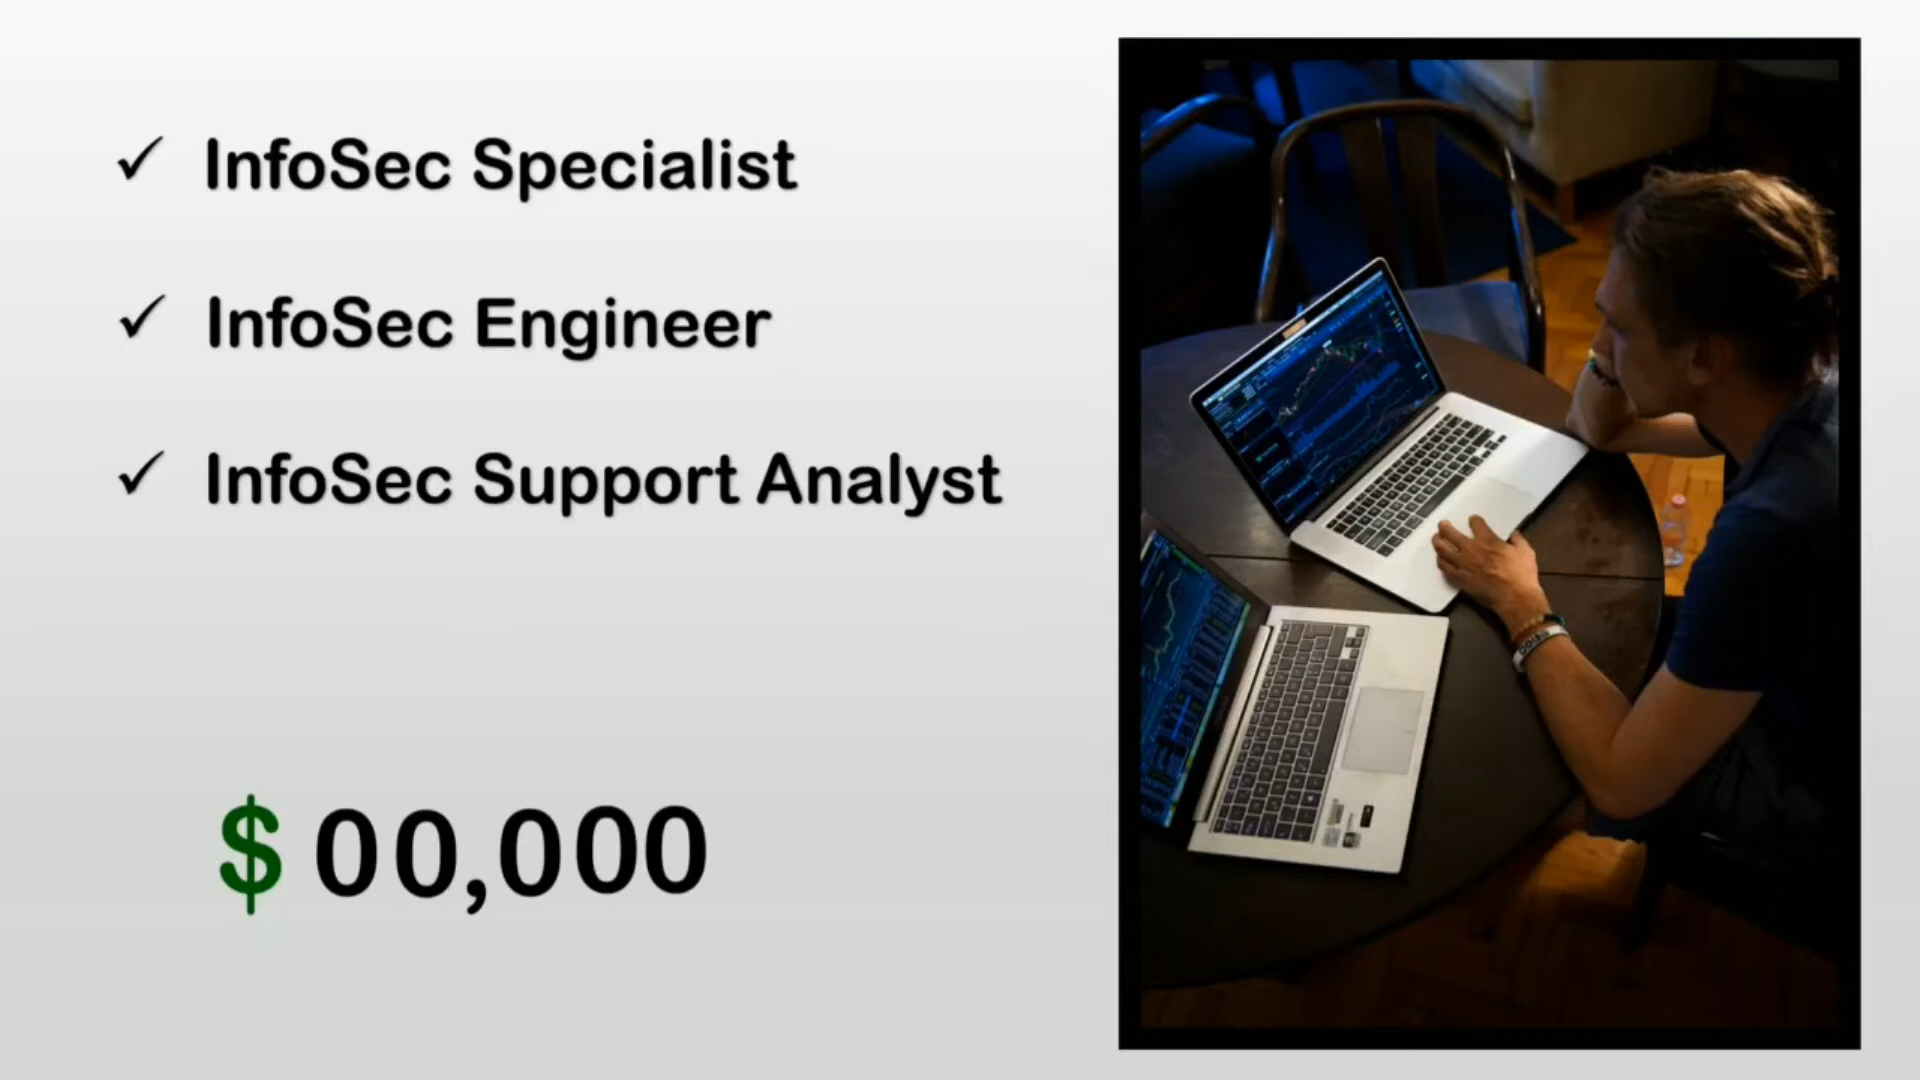 ✓ InfoSec Specialist
✓ InfoSec Engineer
✓ InfoSec Support Analyst
$ 00,000